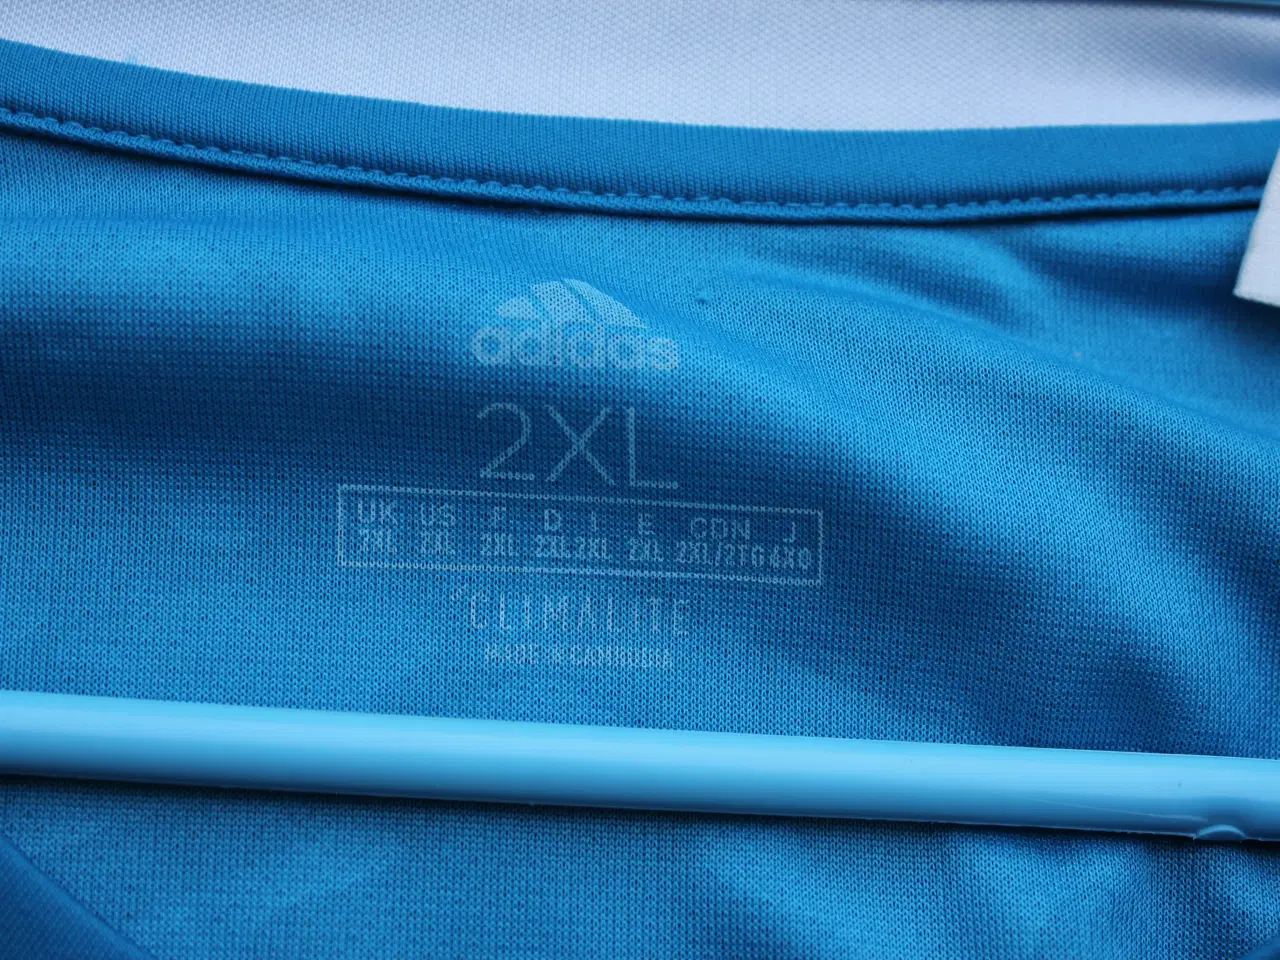 adidas
2XL
UK US F D I E CDN J
2XL 2XL 2XL 2XL 2XL 2XL 2XL/2TG 4XO
CLIMALITE
MADE IN CAMBODIA